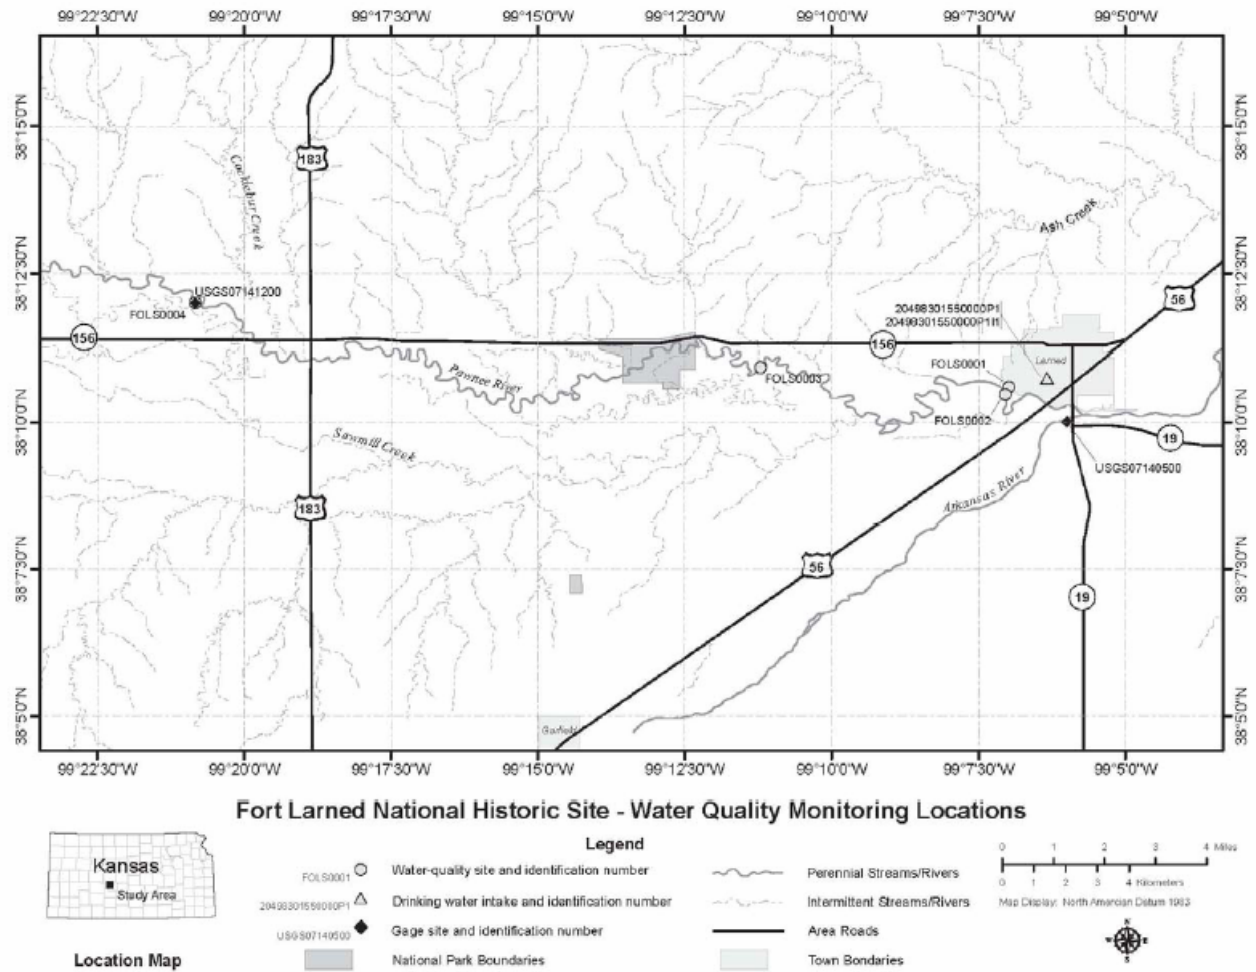 99°22'30"W 99°20'0"W 99°17'30"W 99°15'0"W 99°12'30"W 99°10'0"W 99°7'30"W 99°5'0"W
38°15'0"N 38°15'0"N
183
Cocklebur Creek
Ash Creek
38°12'30"N 38°12'30"N
USGS07141200
FOLS0004
56
20498301550000P1
20498301550000P1I1
156
156
Larned
FOLS0001
FOLS0003
Pawnee River
FOLS0002
38°10'0"N 38°10'0"N
Sawmill Creek
19
USGS07140500
Arkansas River
183
38°7'30"N 38°7'30"N
56
19
38°5'0"N 38°5'0"N
Garfield
99°22'30"W 99°20'0"W 99°17'30"W 99°15'0"W 99°12'30"W 99°10'0"W 99°7'30"W 99°5'0"W
Fort Larned National Historic Site - Water Quality Monitoring Locations
Legend
Kansas
Study Area
Location Map
FOLS0001 Water-quality site and identification number
20498301550000P1 Drinking water intake and identification number
USGS07140500 Gage site and identification number
National Park Boundaries
Perennial Streams/Rivers
Intermittent Streams/Rivers
Area Roads
Town Bondaries
0 1 2 3 4 Miles
0 1 2 3 4 Kilometers
Map Display: North Amercian Datum 1983
N
W E
S